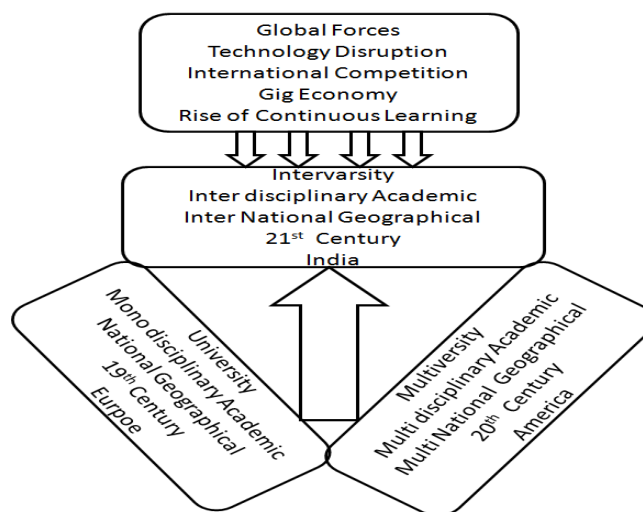 Global Forces
Technology Disruption
International Competition
Gig Economy
Rise of Continuous Learning
Intervarsity
Inter disciplinary Academic
Inter National Geographical
21st Century
India
University
Mono disciplinary Academic
National Geographical
19th Century
Eurpoe
Multiversity
Multi disciplinary Academic
Multi National Geographical
20th Century
America